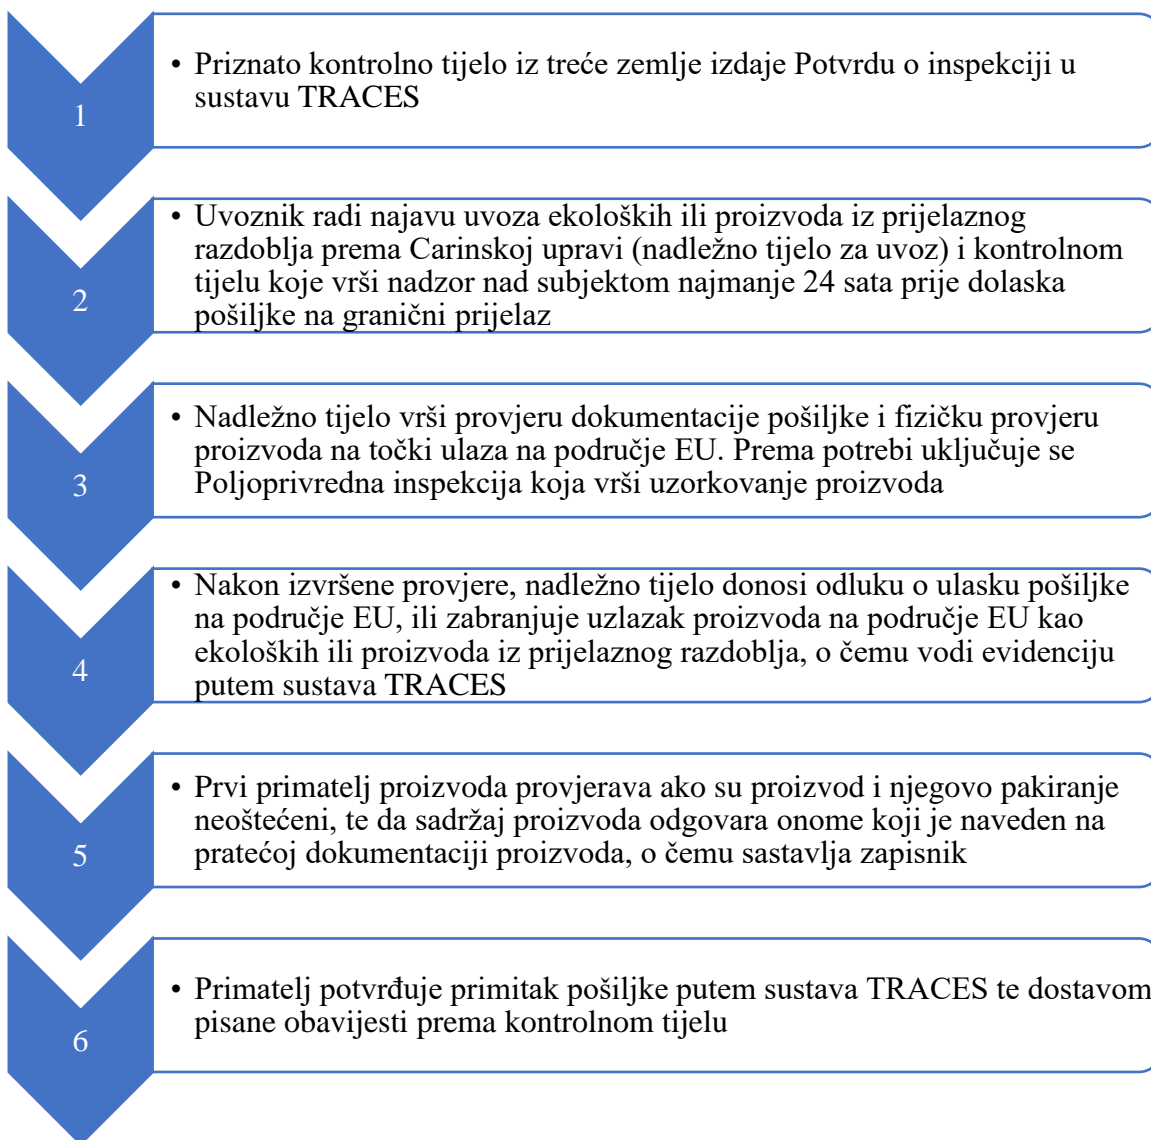 1
• Priznato kontrolno tijelo iz treće zemlje izdaje Potvrdu o inspekciji u
sustavu TRACES
2
• Uvoznik radi najavu uvoza ekoloških ili proizvoda iz prijelaznog
razdoblja prema Carinskoj upravi (nadležno tijelo za uvoz) i kontrolnom
tijelu koje vrši nadzor nad subjektom najmanje 24 sata prije dolaska
pošiljke na granični prijelaz
3
• Nadležno tijelo vrši provjeru dokumentacije pošiljke i fizičku provjeru
proizvoda na točki ulaza na područje EU. Prema potrebi uključuje se
Poljoprivredna inspekcija koja vrši uzorkovanje proizvoda
4
• Nakon izvršene provjere, nadležno tijelo donosi odluku o ulasku pošiljke
na područje EU, ili zabranjuje uzlazak proizvoda na područje EU kao
ekoloških ili proizvoda iz prijelaznog razdoblja, o čemu vodi evidenciju
putem sustava TRACES
5
• Prvi primatelj proizvoda provjerava ako su proizvod i njegovo pakiranje
neoštećeni, te da sadržaj proizvoda odgovara onome koji je naveden na
pratećoj dokumentaciji proizvoda, o čemu sastavlja zapisnik
6
• Primatelj potvrđuje primitak pošiljke putem sustava TRACES te dostavom
pisane obavijesti prema kontrolnom tijelu